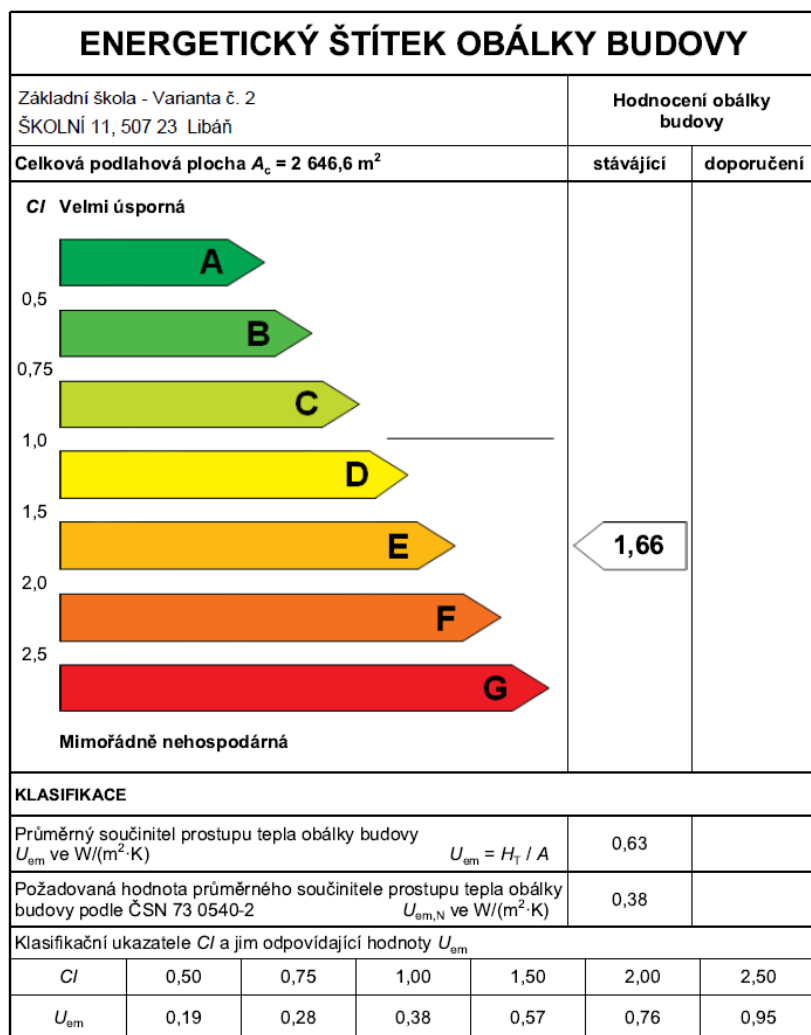 ENERGETICKÝ ŠTÍTEK OBÁLKY BUDOVY
Základní škola - Varianta č. 2
ŠKOLNÍ 11, 507 23 Libáň
Hodnocení obálky
budovy
Celková podlahová plocha Ac = 2 646,6 m²
stávající
doporučení
CI Velmi úsporná
A
0,5
B
0,75
C
1,0
D
1,5
E
1,66
2,0
F
2,5
G
Mimořádně nehospodárná
KLASIFIKACE
Průměrný součinitel prostupu tepla obálky budovy
Uem ve W/(m²·K) Uem = HT / A
0,63
Požadovaná hodnota průměrného součinitele prostupu tepla obálky
budovy podle ČSN 73 0540-2 Uem,N ve W/(m²·K)
0,38
Klasifikační ukazatele CI a jim odpovídající hodnoty Uem
CI 0,50 0,75 1,00 1,50 2,00 2,50
Uem 0,19 0,28 0,38 0,57 0,76 0,95